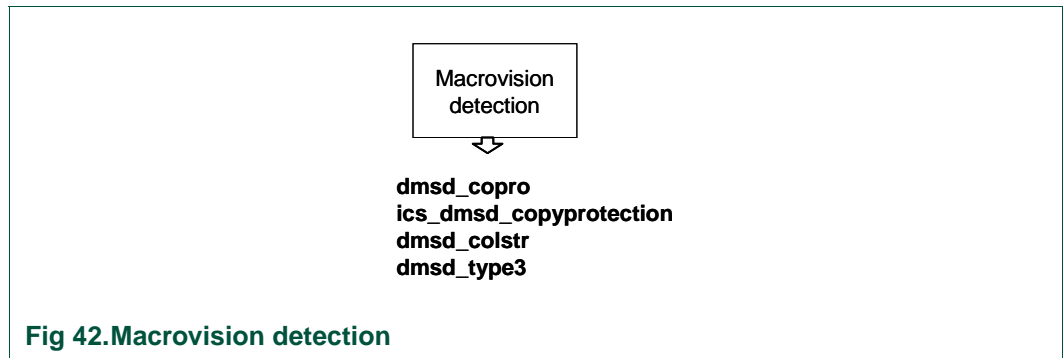 Macrovision
detection
dmsd_copro
ics_dmsd_copyprotection
dmsd_colstr
dmsd_type3
Fig 42.Macrovision detection